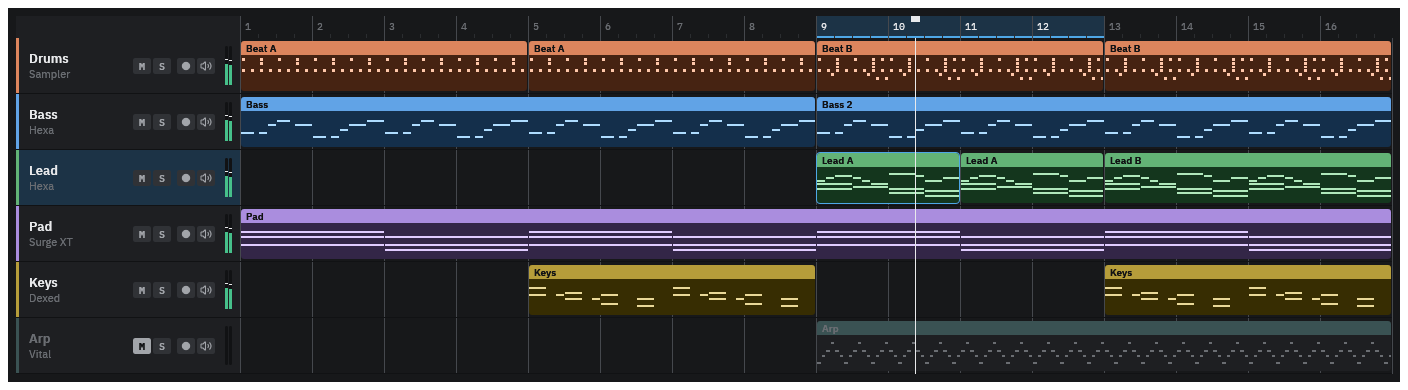 1 2 3 4 5 6 7 8 9 10 11 12 13 14 15 16
Drums M S
Sampler
Beat A Beat A Beat B Beat B
Bass M S
Hexa
Bass Bass 2
Lead M S
Hexa
Lead A Lead A Lead B
Pad M S
Surge XT
Pad
Keys M S
Dexed
Keys Keys
Arp M S
Vital
Arp